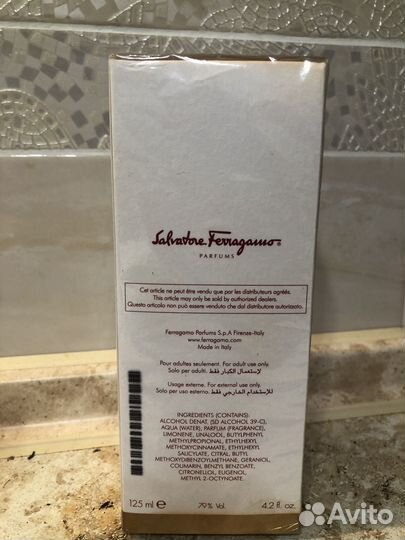 Salvatore Ferragamo
PARFUMS
Cet article ne peut être vendu que par les distributeurs agréés.
This article may only be sold by authorized dealers.
Questo articolo non può essere venduto che dal distributore autorizzato.
Ferragamo Parfums S.p.A Firenze-Italy
www.ferragamo.com
Made in Italy
Pour adultes seulement. For adult use only.
Solo per adulti. لإستعمال الكبار فقط.
Usage externe. For external use only.
Solo per uso esterno. للإستخدام الخارجي فقط.
INGREDIENTS (CONTAINS):
ALCOHOL DENAT. (SD ALCOHOL 39-C),
AQUA (WATER), PARFUM (FRAGRANCE),
LIMONENE, LINALOOL, BUTYLPHENYL
METHYLPROPIONAL, ETHYLHEXYL
METHOXYCINNAMATE, ETHYLHEXYL
SALICYLATE, CITRAL, BUTYL
METHOXYDIBENZOYLMETHANE, GERANIOL,
COUMARIN, BENZYL BENZOATE,
CITRONELLOL, EUGENOL,
METHYL 2-OCTYNOATE.
125 ml e 79% Vol. 4.2 fl. oz.
Avito